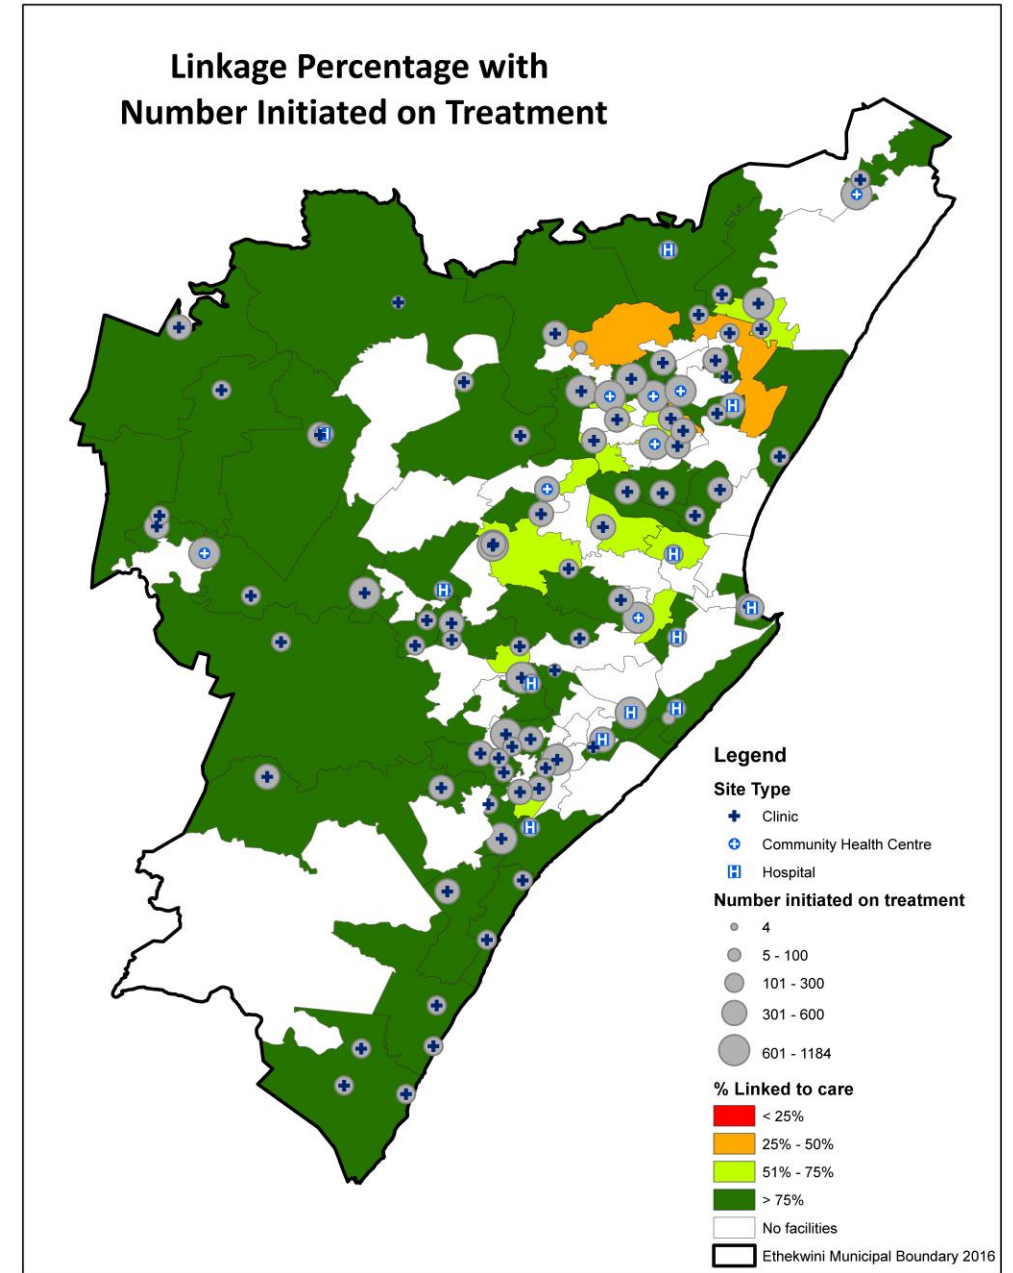 Linkage Percentage with
Number Initiated on Treatment
Legend
Site Type
Clinic
Community Health Centre
H Hospital
Number initiated on treatment
4
5 - 100
101 - 300
301 - 600
601 - 1184
% Linked to care
< 25%
25% - 50%
51% - 75%
> 75%
No facilities
Ethekwini Municipal Boundary 2016